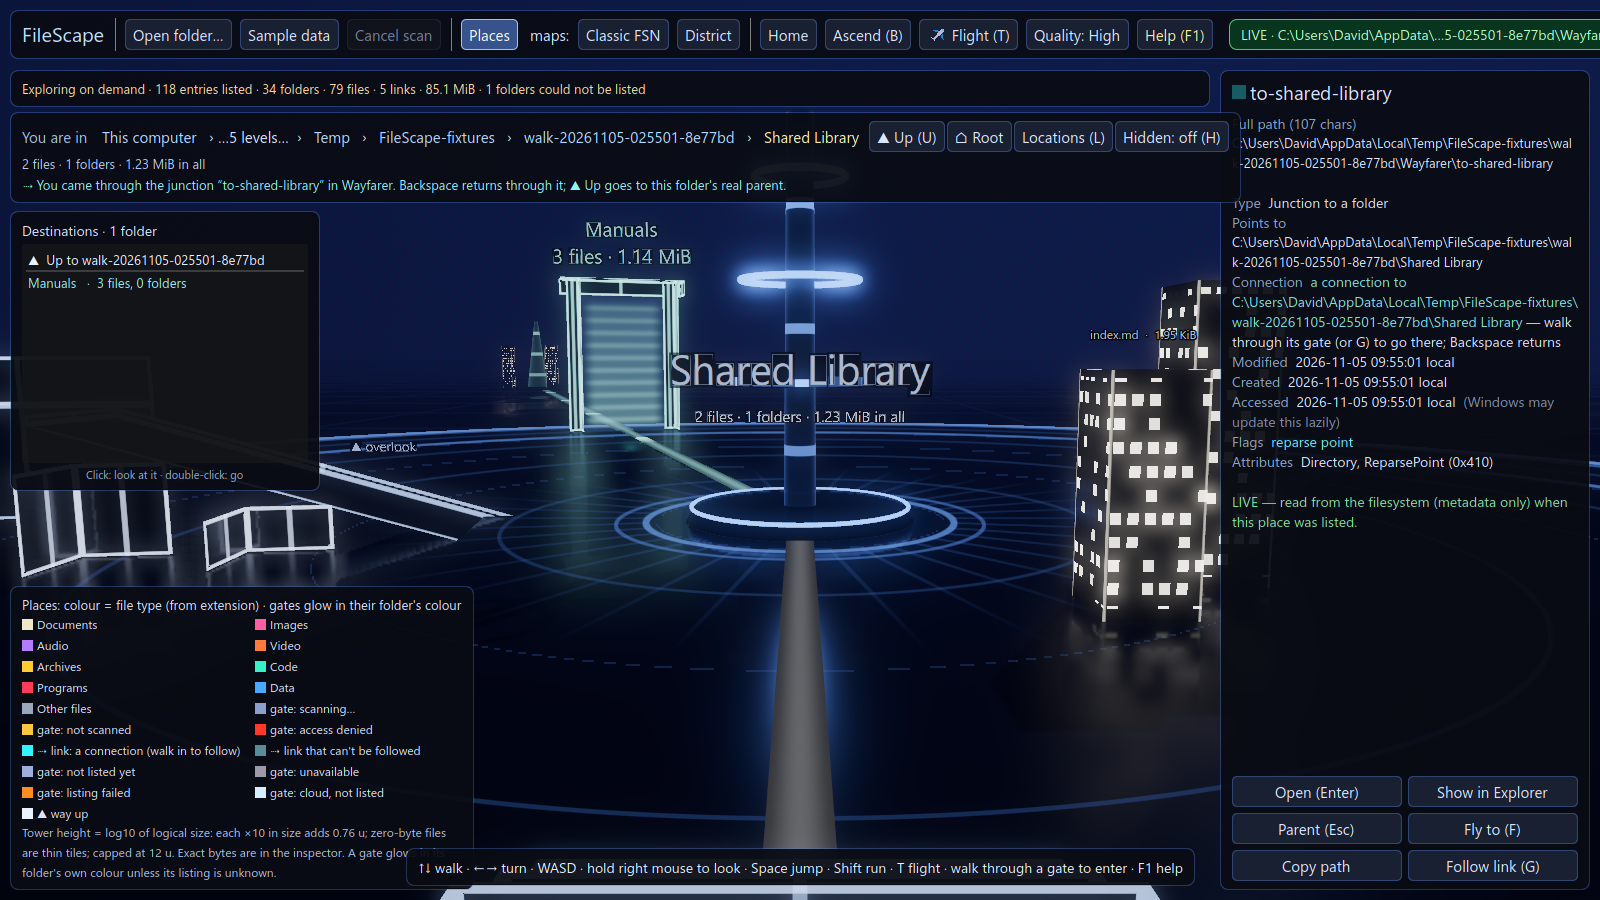 FileScape
Open folder...
Sample data
Cancel scan
Places
maps:
Classic FSN
District
Home
Ascend (B)
Flight (T)
Quality: High
Help (F1)
LIVE · C:\Users\David\AppData\...5-025501-8e77bd\Wayfar
Exploring on demand · 118 entries listed · 34 folders · 79 files · 5 links · 85.1 MiB · 1 folders could not be listed
You are in This computer › ...5 levels... › Temp › FileScape-fixtures › walk-20261105-025501-8e77bd › Shared Library
▲ Up (U)
⌂ Root
Locations (L)
Hidden: off (H)
2 files · 1 folders · 1.23 MiB in all
⇢ You came through the junction "to-shared-library" in Wayfarer. Backspace returns through it; ▲ Up goes to this folder's real parent.
Destinations · 1 folder
▲ Up to walk-20261105-025501-8e77bd
Manuals · 3 files, 0 folders
Click: look at it · double-click: go
Manuals
3 files · 1.14 MiB
Shared Library
2 files · 1 folders · 1.23 MiB in all
▲ overlook
index.md · 1.95 KiB
to-shared-library
Full path (107 chars)
C:\Users\David\AppData\Local\Temp\FileScape-fixtures\wal
k-20261105-025501-8e77bd\Wayfarer\to-shared-library
Type Junction to a folder
Points to
C:\Users\David\AppData\Local\Temp\FileScape-fixtures\wal
k-20261105-025501-8e77bd\Shared Library
Connection a connection to
C:\Users\David\AppData\Local\Temp\FileScape-fixtures\
walk-20261105-025501-8e77bd\Shared Library — walk
through its gate (or G) to go there; Backspace returns
Modified 2026-11-05 09:55:01 local
Created 2026-11-05 09:55:01 local
Accessed 2026-11-05 09:55:01 local (Windows may
update this lazily)
Flags reparse point
Attributes Directory, ReparsePoint (0x410)
LIVE — read from the filesystem (metadata only) when
this place was listed.
Open (Enter)
Show in Explorer
Parent (Esc)
Fly to (F)
Copy path
Follow link (G)
Places: colour = file type (from extension) · gates glow in their folder's colour
Documents
Images
Audio
Video
Archives
Code
Programs
Data
Other files
gate: scanning...
gate: not scanned
gate: access denied
⇢ link: a connection (walk in to follow)
⇢ link that can't be followed
gate: not listed yet
gate: unavailable
gate: listing failed
gate: cloud, not listed
▲ way up
Tower height = log10 of logical size: each ×10 in size adds 0.76 u; zero-byte files
are thin tiles; capped at 12 u. Exact bytes are in the inspector. A gate glows in its
folder's own colour unless its listing is unknown.
↑↓ walk · ←→ turn · WASD · hold right mouse to look · Space jump · Shift run · T flight · walk through a gate to enter · F1 help